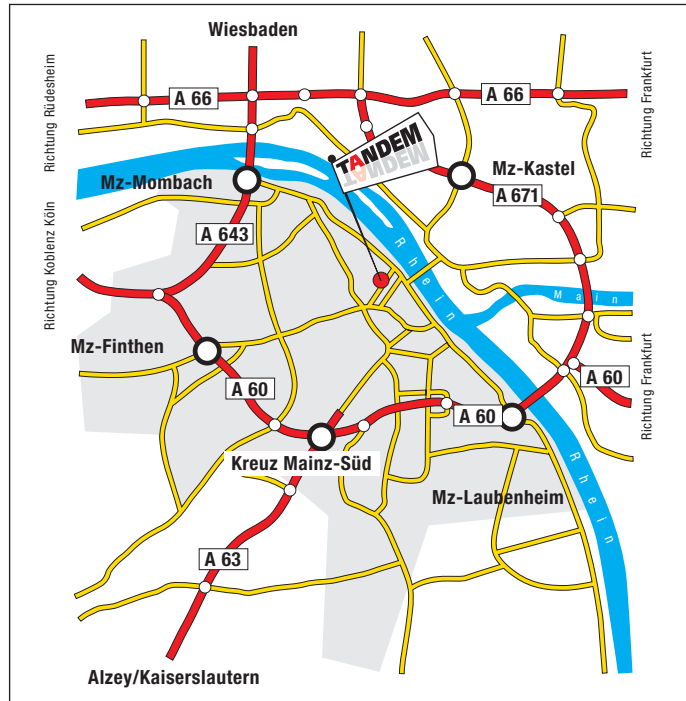 Wiesbaden
A 66
A 66
Richtung Rüdesheim
Richtung Frankfurt
TANDEM
TANDEM
Mz-Kastel
Mz-Mombach
A 671
A 643
Richtung Koblenz Köln
Rhein
Main
Mz-Finthen
A 60
Richtung Frankfurt
A 60
A 60
Kreuz Mainz-Süd
Mz-Laubenheim
Rhein
A 63
Alzey/Kaiserslautern